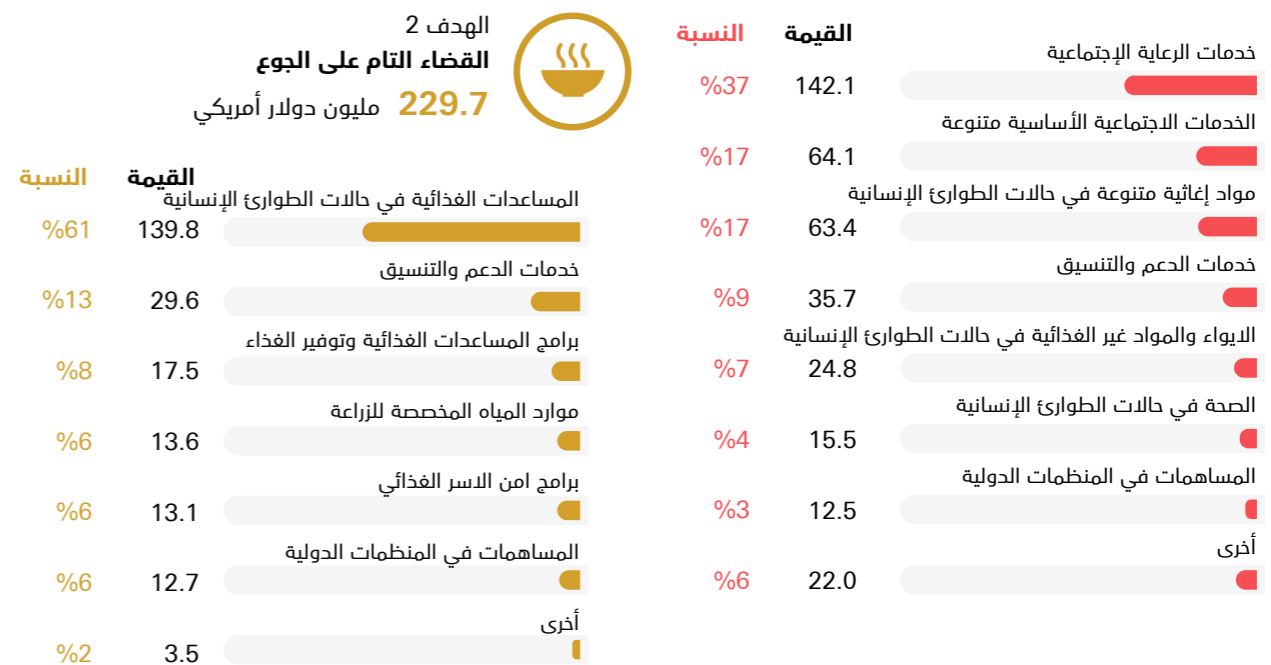 القيمة النسبة
خدمات الرعاية الإجتماعية
142.1 %37
الخدمات الاجتماعية الأساسية متنوعة
64.1 %17
مواد إغاثية متنوعة في حالات الطوارئ الإنسانية
63.4 %17
خدمات الدعم والتنسيق
35.7 %9
الايواء والمواد غير الغذائية في حالات الطوارئ الإنسانية
24.8 %7
الصحة في حالات الطوارئ الإنسانية
15.5 %4
المساهمات في المنظمات الدولية
12.5 %3
أخرى
22.0 %6
الهدف 2
القضاء التام على الجوع
229.7 مليون دولار أمريكي
القيمة النسبة
المساعدات الغذائية في حالات الطوارئ الإنسانية
139.8 %61
خدمات الدعم والتنسيق
29.6 %13
برامج المساعدات الغذائية وتوفير الغذاء
17.5 %8
موارد المياه المخصصة للزراعة
13.6 %6
برامج امن الاسر الغذائي
13.1 %6
المساهمات في المنظمات الدولية
12.7 %6
أخرى
3.5 %2